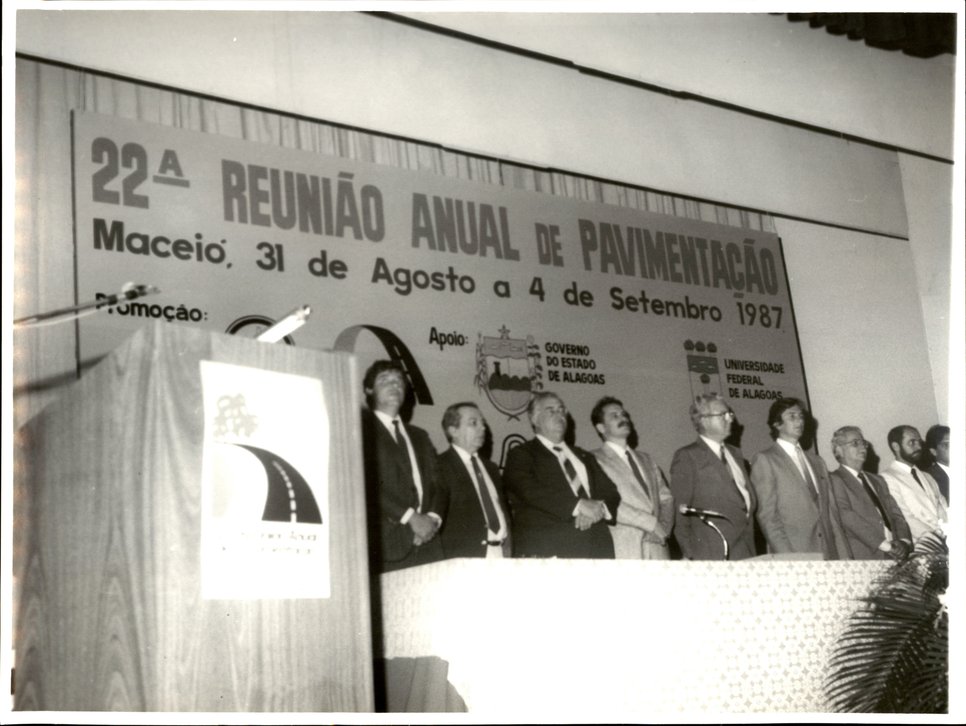 22ª REUNIÃO ANUAL DE PAVIMENTAÇÃO
Maceió, 31 de Agosto a 4 de Setembro 1987
Promoção:
Apoio:
GOVERNO
DO ESTADO
DE ALAGOAS
UNIVERSIDADE
FEDERAL
DE ALAGOAS